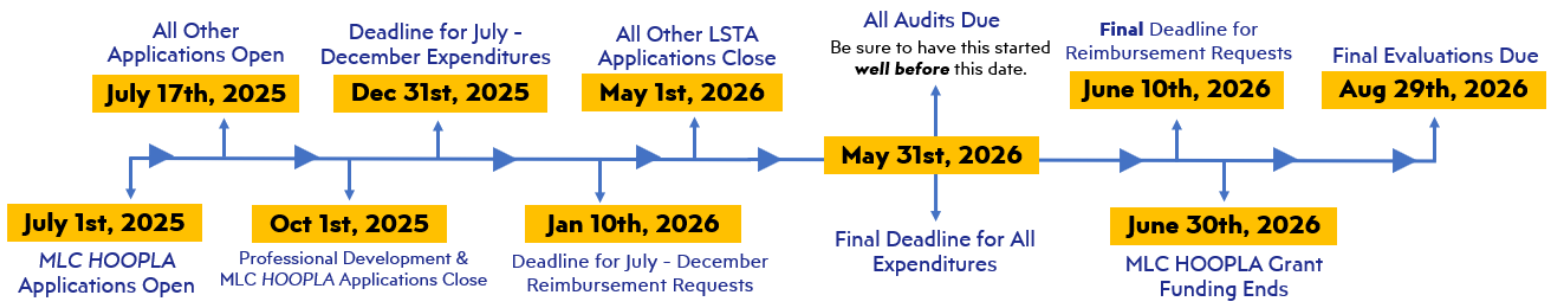 All Other
Applications Open
July 17th, 2025
Deadline for July -
December Expenditures
Dec 31st, 2025
All Other LSTA
Applications Close
May 1st, 2026
All Audits Due
Be sure to have this started
well before this date.
Final Deadline for
Reimbursement Requests
June 10th, 2026
Final Evaluations Due
Aug 29th, 2026
May 31st, 2026
July 1st, 2025
MLC HOOPLA
Applications Open
Oct 1st, 2025
Professional Development &
MLC HOOPLA Applications Close
Jan 10th, 2026
Deadline for July - December
Reimbursement Requests
Final Deadline for All
Expenditures
June 30th, 2026
MLC HOOPLA Grant
Funding Ends